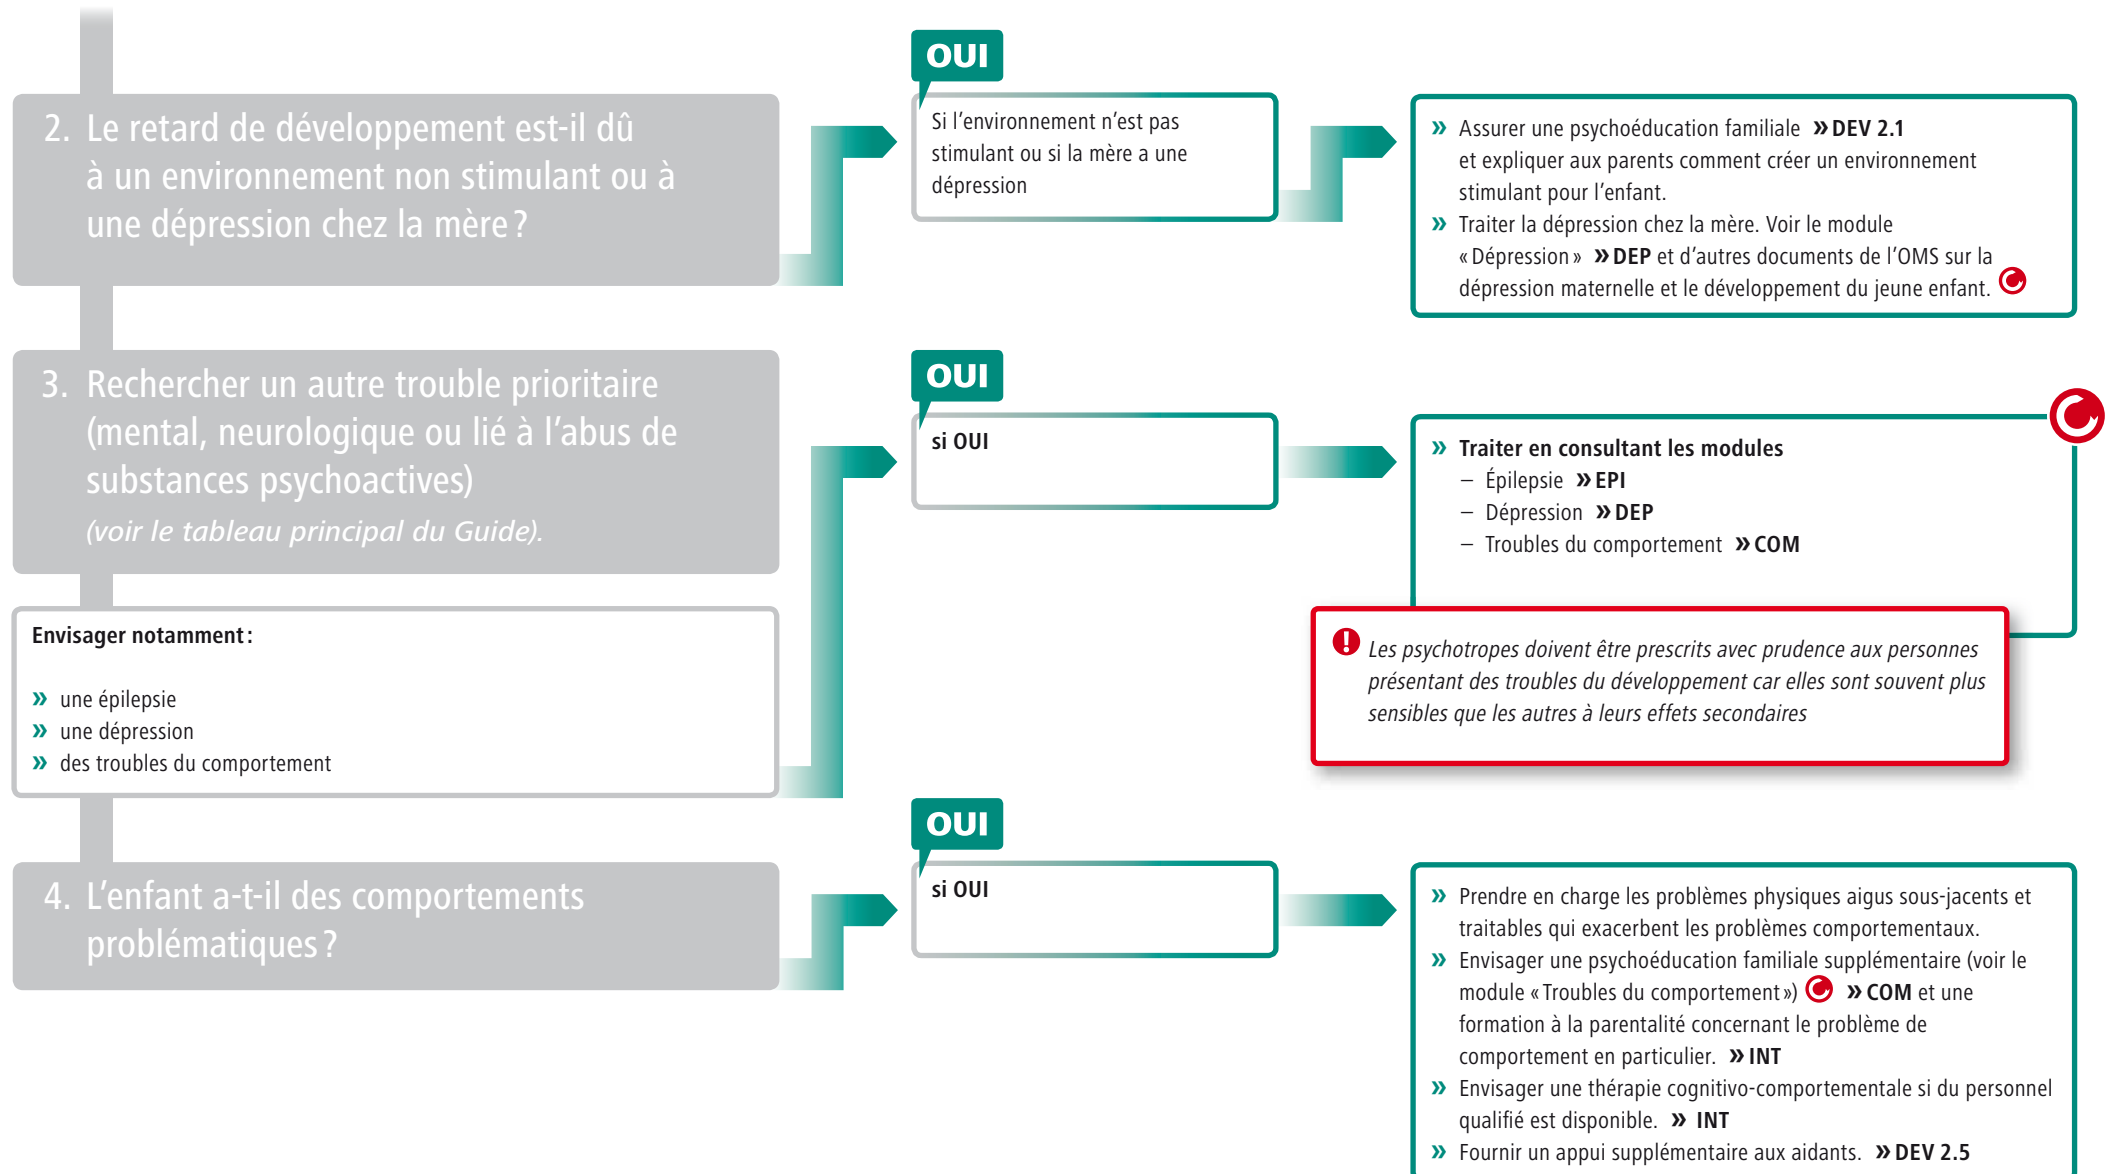 OUI
2. Le retard de développement est-il dû
à un environnement non stimulant ou à
une dépression chez la mère ?
Si l'environnement n'est pas
stimulant ou si la mère a une
dépression
» Assurer une psychoéducation familiale » DEV 2.1
et expliquer aux parents comment créer un environnement
stimulant pour l'enfant.
» Traiter la dépression chez la mère. Voir le module
« Dépression » » DEP et d'autres documents de l'OMS sur la
dépression maternelle et le développement du jeune enfant.
OUI
3. Rechercher un autre trouble prioritaire
(mental, neurologique ou lié à l'abus de
substances psychoactives)
(voir le tableau principal du Guide).
si OUI
» Traiter en consultant les modules
– Épilepsie » EPI
– Dépression » DEP
– Troubles du comportement » COM
Envisager notamment :
» une épilepsie
» une dépression
» des troubles du comportement
! Les psychotropes doivent être prescrits avec prudence aux personnes
présentant des troubles du développement car elles sont souvent plus
sensibles que les autres à leurs effets secondaires
OUI
4. L'enfant a-t-il des comportements
problématiques ?
si OUI
» Prendre en charge les problèmes physiques aigus sous-jacents et
traitables qui exacerbent les problèmes comportementaux.
» Envisager une psychoéducation familiale supplémentaire (voir le
module « Troubles du comportement ») » COM et une
formation à la parentalité concernant le problème de
comportement en particulier. » INT
» Envisager une thérapie cognitivo-comportementale si du personnel
qualifié est disponible. » INT
» Fournir un appui supplémentaire aux aidants. » DEV 2.5